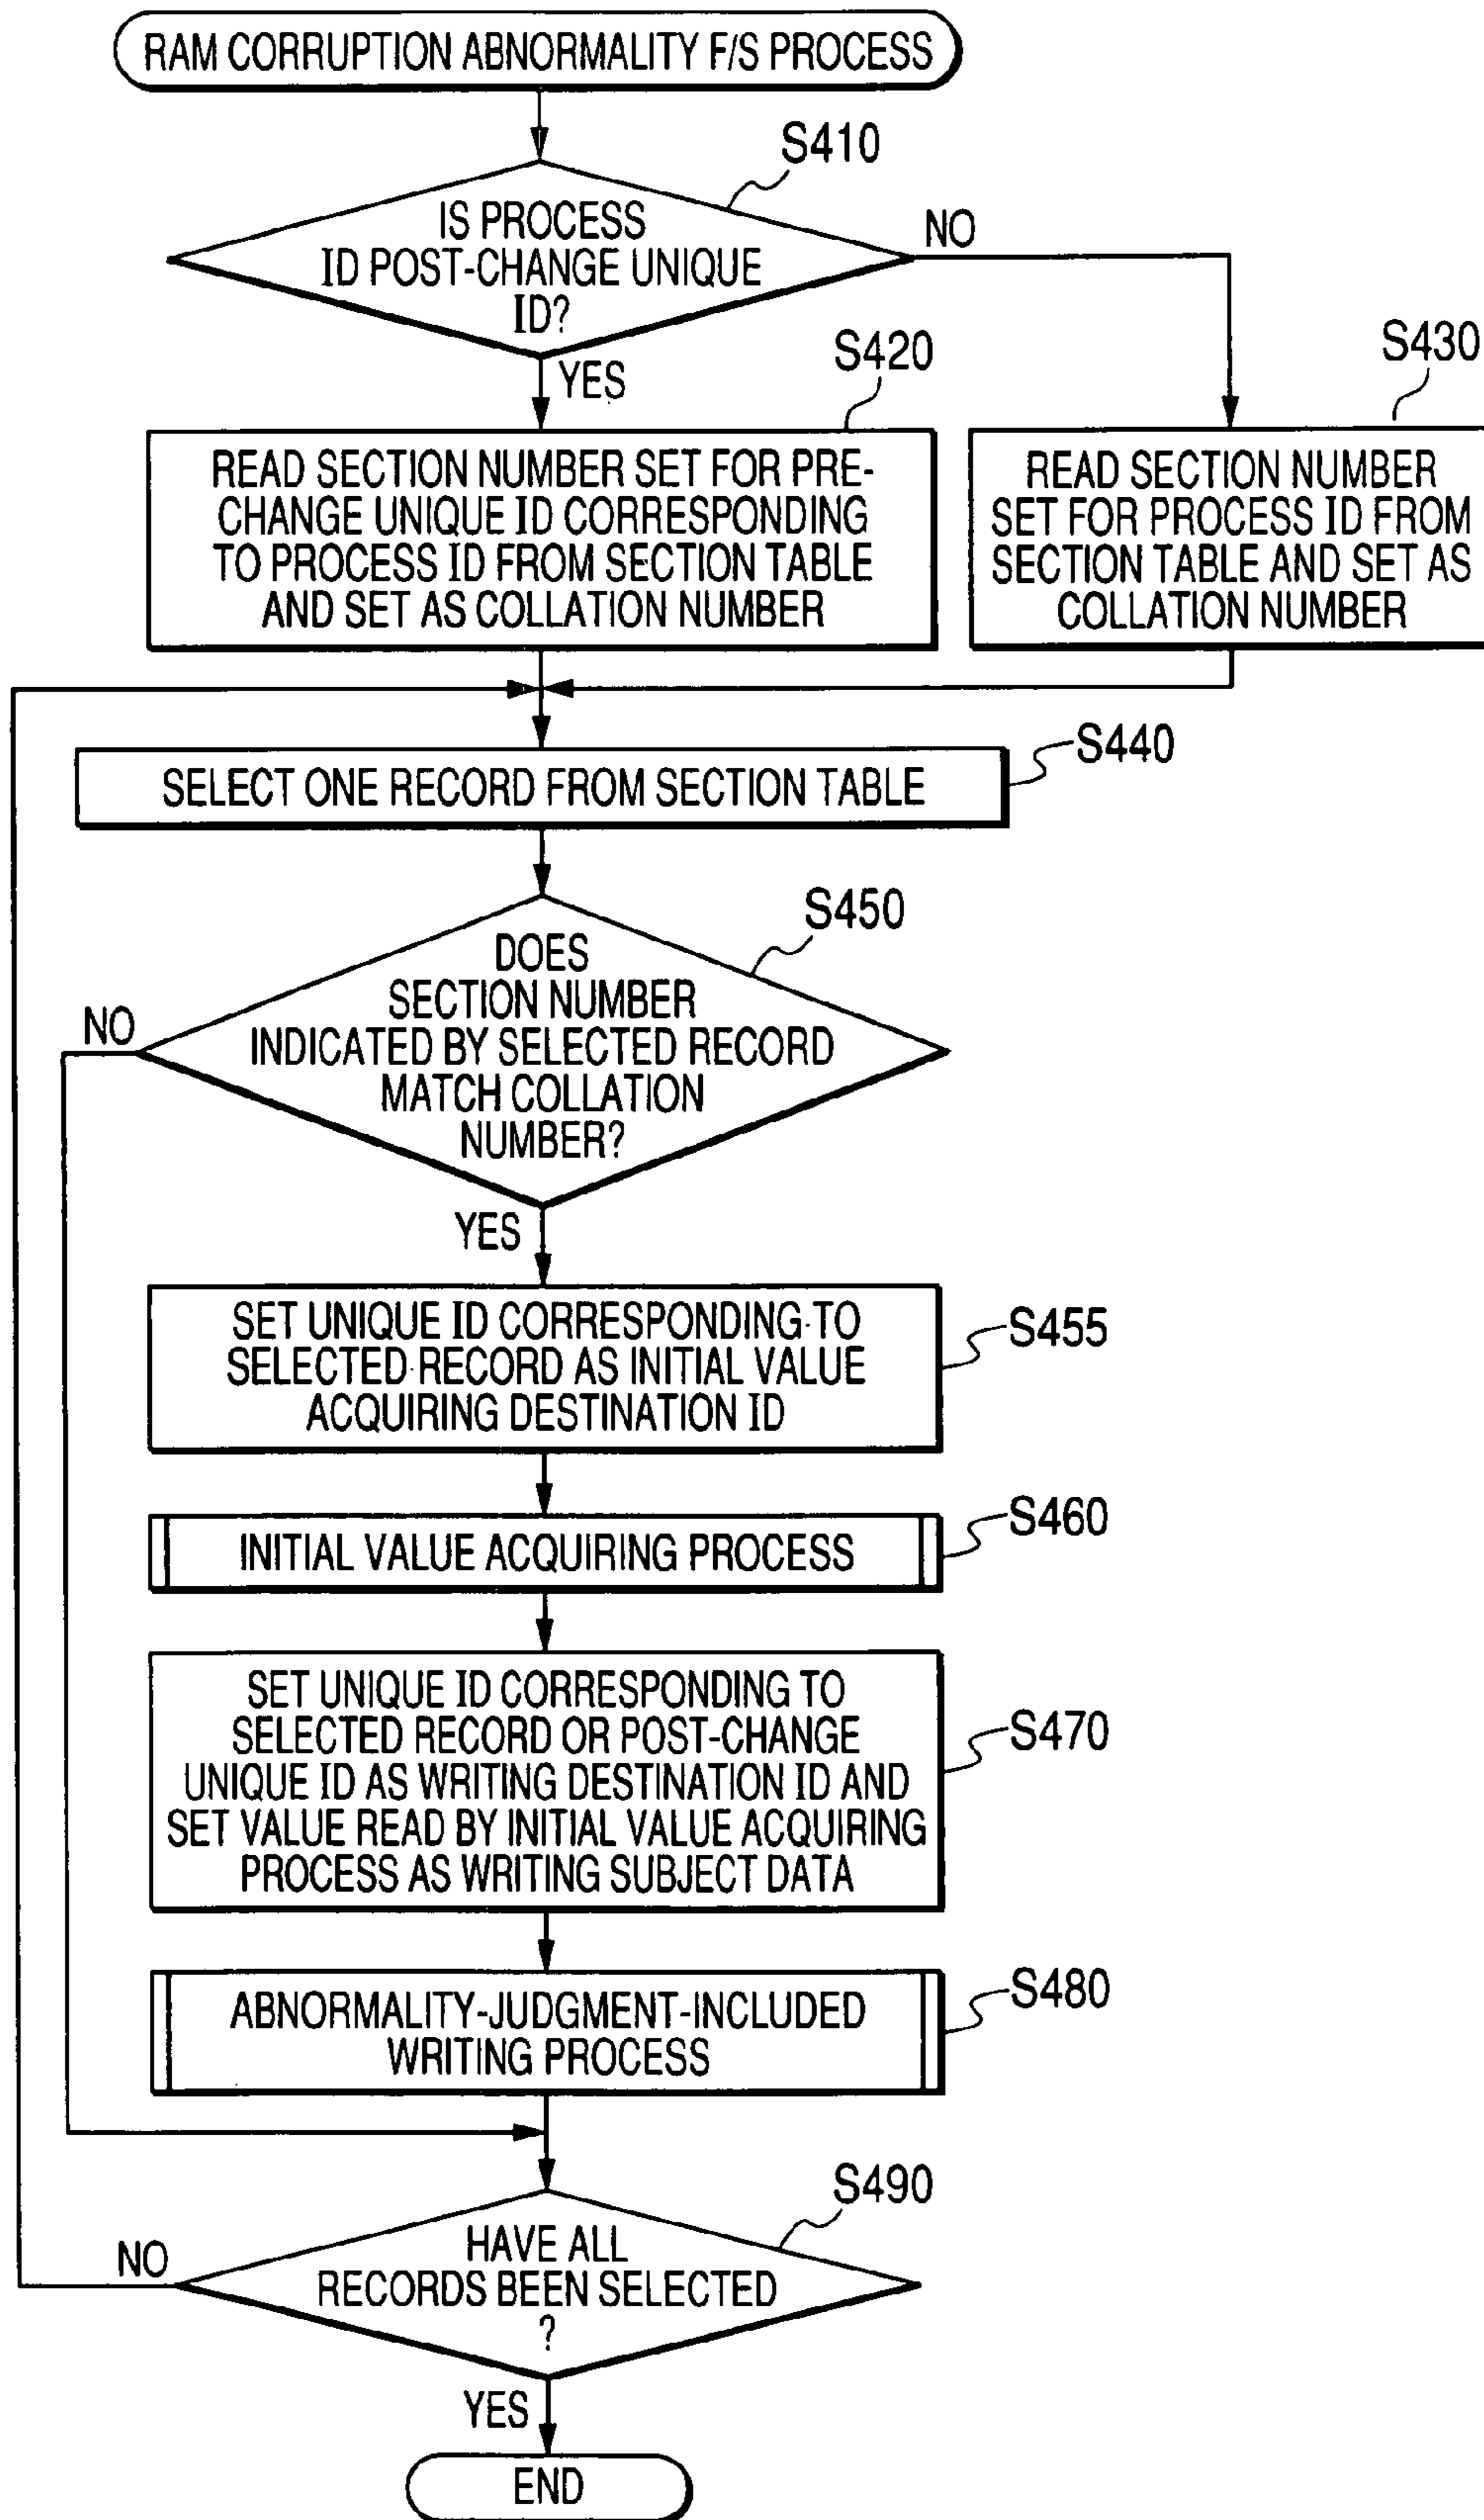 RAM CORRUPTION ABNORMALITY F/S PROCESS
S410
IS PROCESS
ID POST-CHANGE UNIQUE
ID?
NO
YES
S420
READ SECTION NUMBER SET FOR PRE-
CHANGE UNIQUE ID CORRESPONDING
TO PROCESS ID FROM SECTION TABLE
AND SET AS COLLATION NUMBER
S430
READ SECTION NUMBER
SET FOR PROCESS ID FROM
SECTION TABLE AND SET AS
COLLATION NUMBER
SELECT ONE RECORD FROM SECTION TABLE
S440
S450
DOES
SECTION NUMBER
INDICATED BY SELECTED RECORD
MATCH COLLATION
NUMBER?
NO
YES
SET UNIQUE ID CORRESPONDING TO
SELECTED RECORD AS INITIAL VALUE
ACQUIRING DESTINATION ID
S455
INITIAL VALUE ACQUIRING PROCESS
S460
SET UNIQUE ID CORRESPONDING TO
SELECTED RECORD OR POST-CHANGE
UNIQUE ID AS WRITING DESTINATION ID AND
SET VALUE READ BY INITIAL VALUE ACQUIRING
PROCESS AS WRITING SUBJECT DATA
S470
ABNORMALITY-JUDGMENT-INCLUDED
WRITING PROCESS
S480
S490
HAVE ALL
RECORDS BEEN SELECTED
?
NO
YES
END